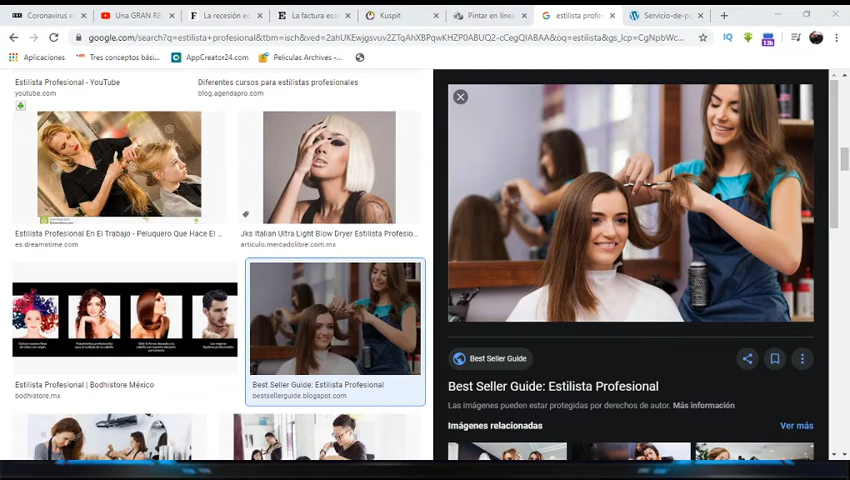 Coronavirus e
Una GRAN RE
La recesión ec
La factura eco
Kuspit
Pintar en línea
estilista profes
Servicio-de-p
google.com/search?q=estilista+profesional&tbm=isch&ved=2ahUKEwjgsvuv2ZTqAhXBPqwKHZP0ABUQ2-cCegQIABAA&oq=estilista&gs_lcp=CgNpbWc...
Aplicaciones
Tres conceptos bási...
AppCreator24.com
Peliculas Archives -...
Estilista Profesional - YouTube
youtube.com
Diferentes cursos para estilistas profesionales
blog.agendapro.com
Estilista Profesional En El Trabajo - Peluquero Que Hace El ...
es.dreamstime.com
Jks Italian Ultra Light Blow Dryer Estilista Profesio...
articulo.mercadolibre.com.mx
Estilista Profesional | Bodhistore México
bodhistore.mx
Best Seller Guide: Estilista Profesional
bestsellerguide.blogspot.com
Best Seller Guide
Best Seller Guide: Estilista Profesional
Las imágenes pueden estar protegidas por derechos de autor. Más información
Imágenes relacionadas
Ver más